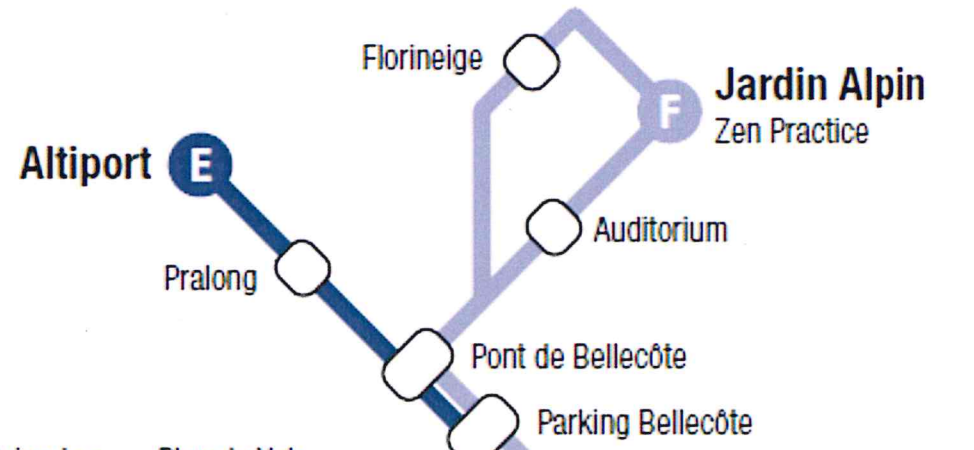 Florineige
Jardin Alpin
F
Zen Practice
Altiport
E
Auditorium
Pralong
Pont de Bellecôte
Parking Bellecôte